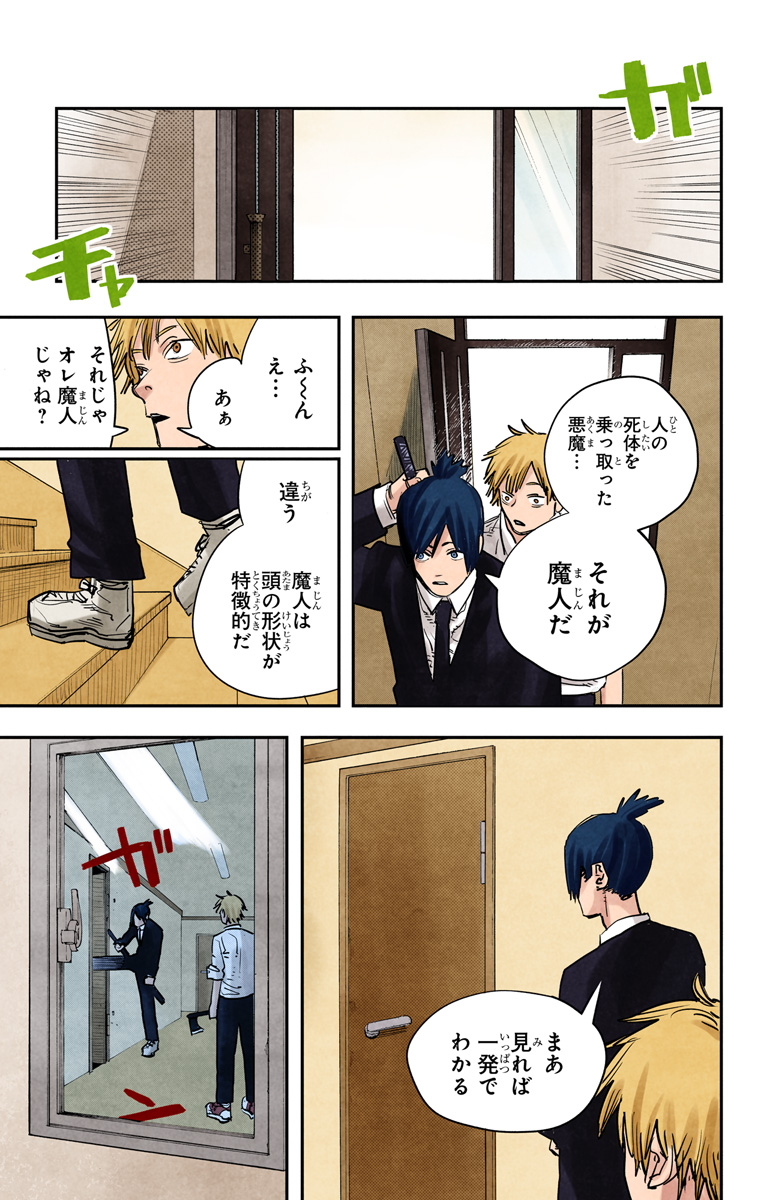 ガ
チャ
人の
死体を
乗っ取った
悪魔…
それが
魔人だ
ふ〜ん
え…
あぁ
それじゃ
オレ魔人
じゃね？
違う
魔人は
頭の形状が
特徴的だ
まあ
見れば
一発で
わかる
ガ
ン